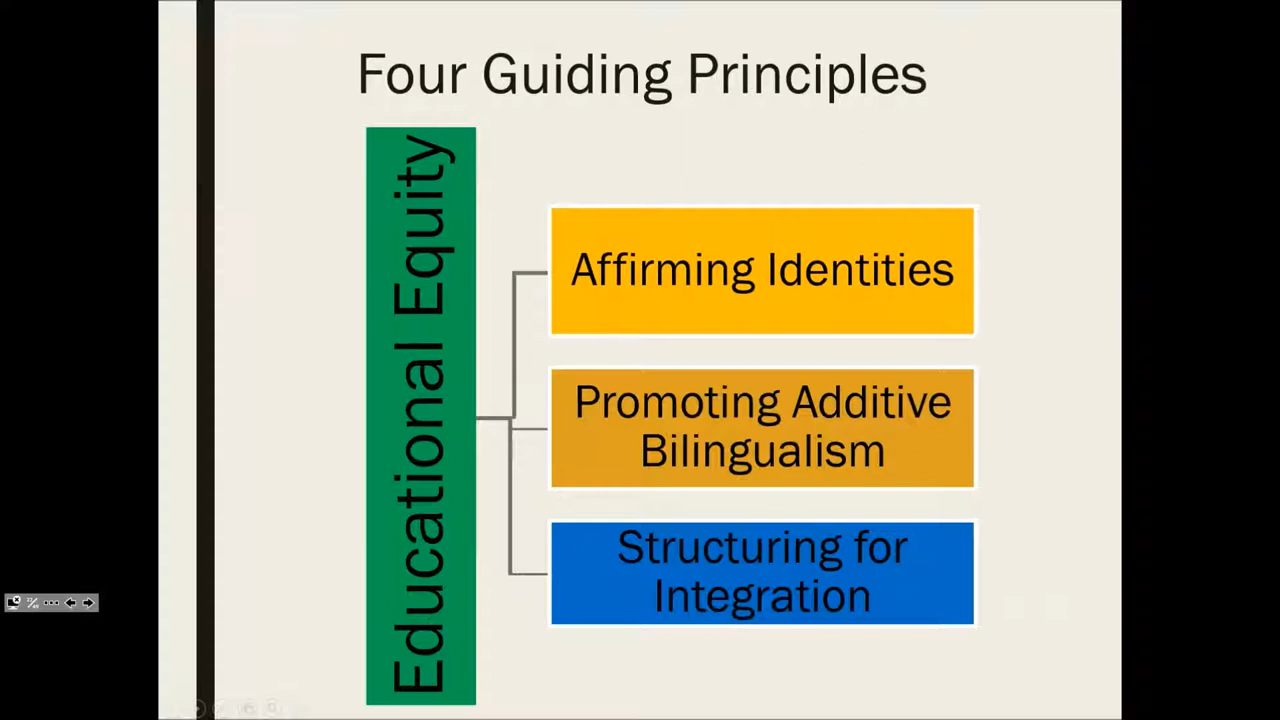 Four Guiding Principles
Educational Equity
Affirming Identities
Promoting Additive
Bilingualism
Structuring for
Integration